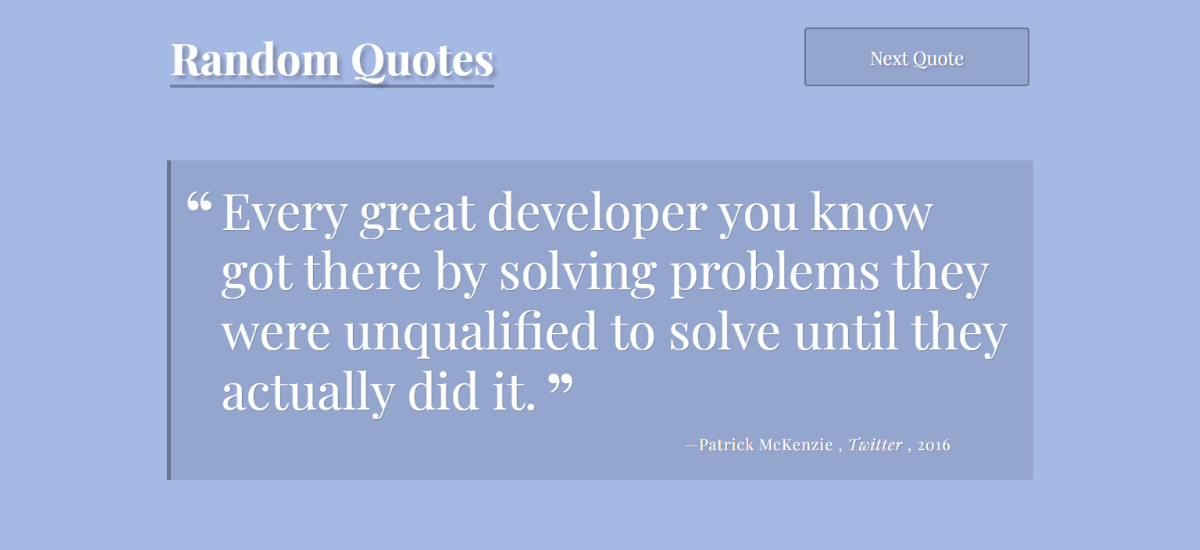 Random Quotes
Next Quote
“ Every great developer you know
got there by solving problems they
were unqualified to solve until they
actually did it. ”
—Patrick McKenzie , Twitter , 2016